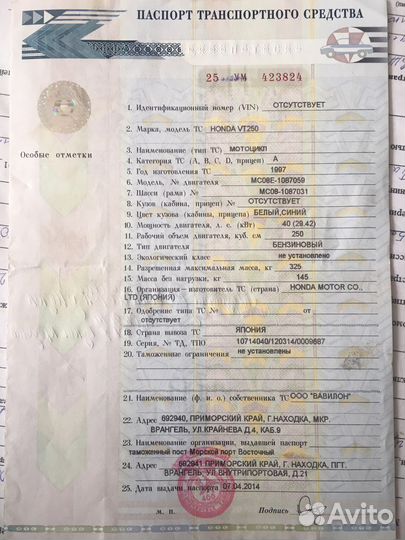 ПАСПОРТ ТРАНСПОРТНОГО СРЕДСТВА
25 УМ 423824
1. Идентификационный номер (VIN) ОТСУТСТВУЕТ
2. Марка, модель ТС HONDA VT250
Особые отметки
3. Наименование (тип ТС) МОТОЦИКЛ
4. Категория ТС (A, B, C, D, прицеп) A
5. Год изготовления ТС 1997
6. Модель, № двигателя MC08E-1087059
7. Шасси (рама) № MC08-1087031
8. Кузов (кабина, прицеп) № ОТСУТСТВУЕТ
9. Цвет кузова (кабины, прицепа) БЕЛЫЙ,СИНИЙ
10. Мощность двигателя, л. с. (кВт) 40 (29.42)
11. Рабочий объем двигателя, куб. см 250
12. Тип двигателя БЕНЗИНОВЫЙ
13. Экологический класс не установлено
14. Разрешенная максимальная масса, кг 325
15. Масса без нагрузки, кг 145
16. Организация–изготовитель ТС (страна) HONDA MOTOR CO.,
LTD (ЯПОНИЯ)
17. Одобрение типа ТС № от
отсутствует
18. Страна вывоза ТС ЯПОНИЯ
19. Серия, № ТД, ТПО 10714040/120314/0009687
20. Таможенные ограничения не установлены
21. Наименование (ф. и. о.) собственника ТС ООО "ВАВИЛОН"
22. Адрес 692940, ПРИМОРСКИЙ КРАЙ, Г.НАХОДКА, МКР.
ВРАНГЕЛЬ, УЛ.КРАЙНЕВА Д.4, КАБ.9
23. Наименование организации, выдавшей паспорт
таможенный пост Морской порт Восточный
24. Адрес 692941 ПРИМОРСКИЙ КРАЙ, Г. НАХОДКА, ПГТ.
ВРАНГЕЛЬ, УЛ.ВНУТРИПОРТОВАЯ, Д.21
25. Дата выдачи паспорта 07.04.2014
М. П. Подпись
Avito